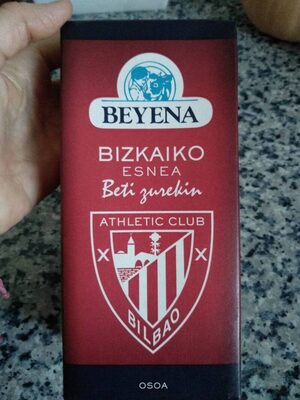 BEYENA
BIZKAIKO
ESNEA
Beti zurekin
ATHLETIC CLUB
X X
BILBAO
OSOA